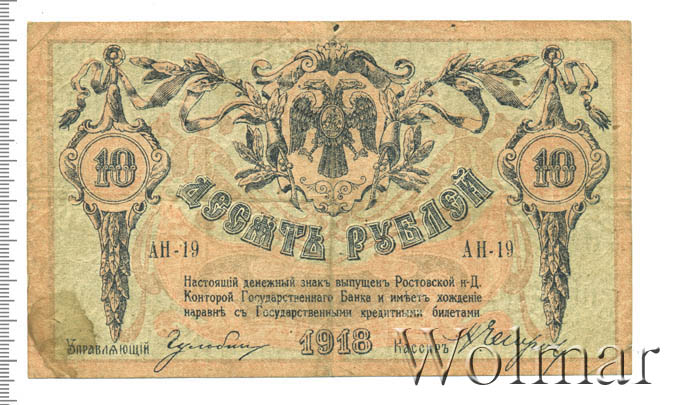 10 10
ДЕСЯТЬ РУБЛЕЙ
АН-19 АН-19
Настоящій денежный знакъ выпущенъ Ростовской н-Д.
Конторой Государственнаго Банка и имѣетъ хожденіе
наравнѣ съ Государственными кредитными билетами
Управляющій 1918 Кассиръ
Wolmar